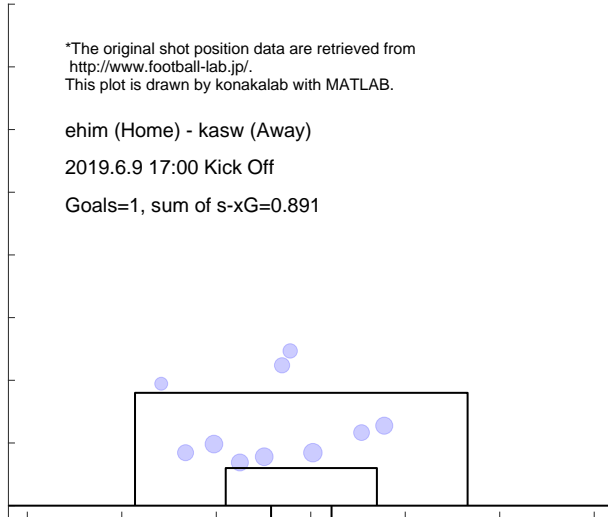 *The original shot position data are retrieved from
http://www.football-lab.jp/.
This plot is drawn by konakalab with MATLAB.
ehim (Home) - kasw (Away)
2019.6.9 17:00 Kick Off
Goals=1, sum of s-xG=0.891